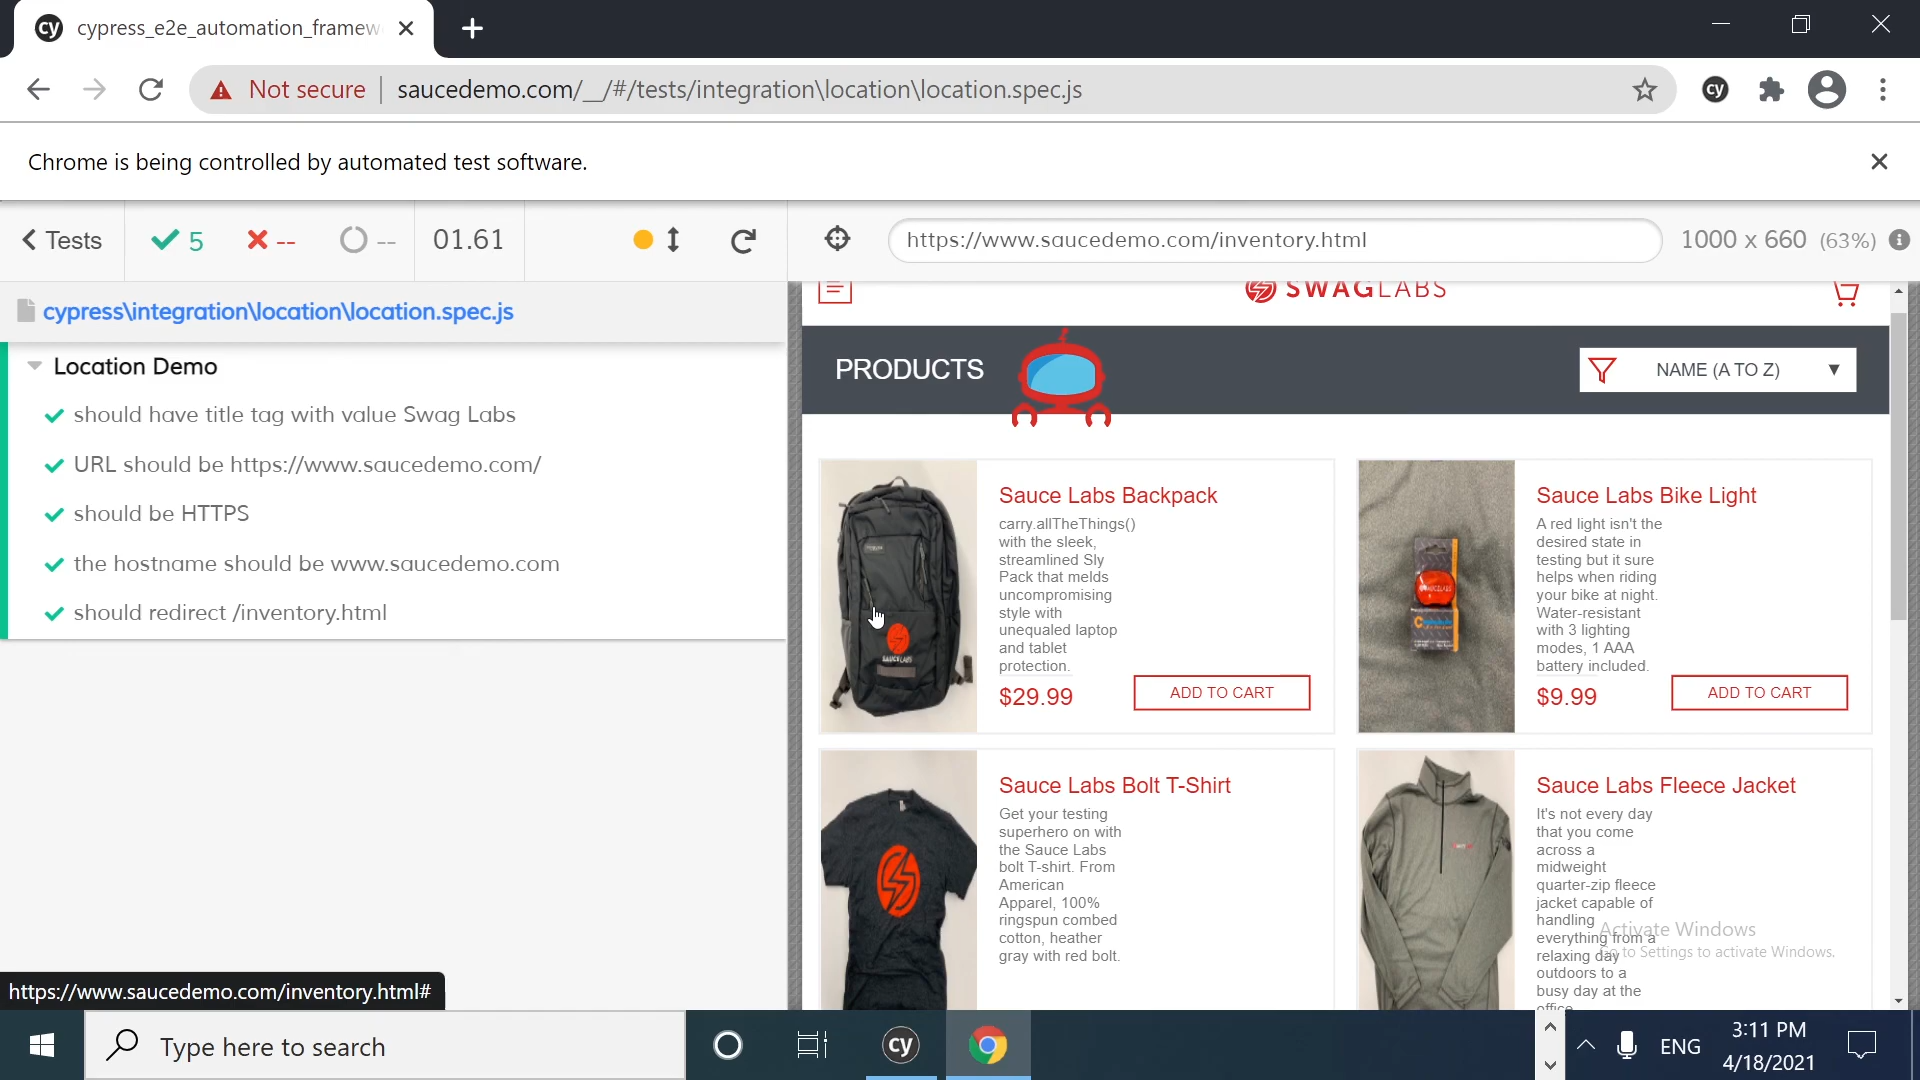 cy cypress_e2e_automation_framew
Not secure saucedemo.com/__/#/tests/integration\location\location.spec.js
cy
Chrome is being controlled by automated test software.
Tests 5 -- -- 01.61
https://www.saucedemo.com/inventory.html 1000 x 660 (63%)
cypress\integration\location\location.spec.js
Location Demo
should have title tag with value Swag Labs
URL should be https://www.saucedemo.com/
should be HTTPS
the hostname should be www.saucedemo.com
should redirect /inventory.html
SWAGLABS
PRODUCTS
NAME (A TO Z)
Sauce Labs Backpack
carry.allTheThings()
with the sleek,
streamlined Sly
Pack that melds
uncompromising
style with
unequaled laptop
and tablet
protection.
$29.99
ADD TO CART
SAUCELABS
Sauce Labs Bike Light
A red light isn't the
desired state in
testing but it sure
helps when riding
your bike at night.
Water-resistant
with 3 lighting
modes, 1 AAA
battery included.
$9.99
ADD TO CART
Sauce Labs Bolt T-Shirt
Get your testing
superhero on with
the Sauce Labs
bolt T-shirt. From
American
Apparel, 100%
ringspun combed
cotton, heather
gray with red bolt.
Sauce Labs Fleece Jacket
It's not every day
that you come
across a
midweight
quarter-zip fleece
jacket capable of
handling
everything from a
relaxing day
outdoors to a
busy day at the
office
Activate Windows
Go to Settings to activate Windows.
https://www.saucedemo.com/inventory.html#
Type here to search
cy
ENG
3:11 PM
4/18/2021